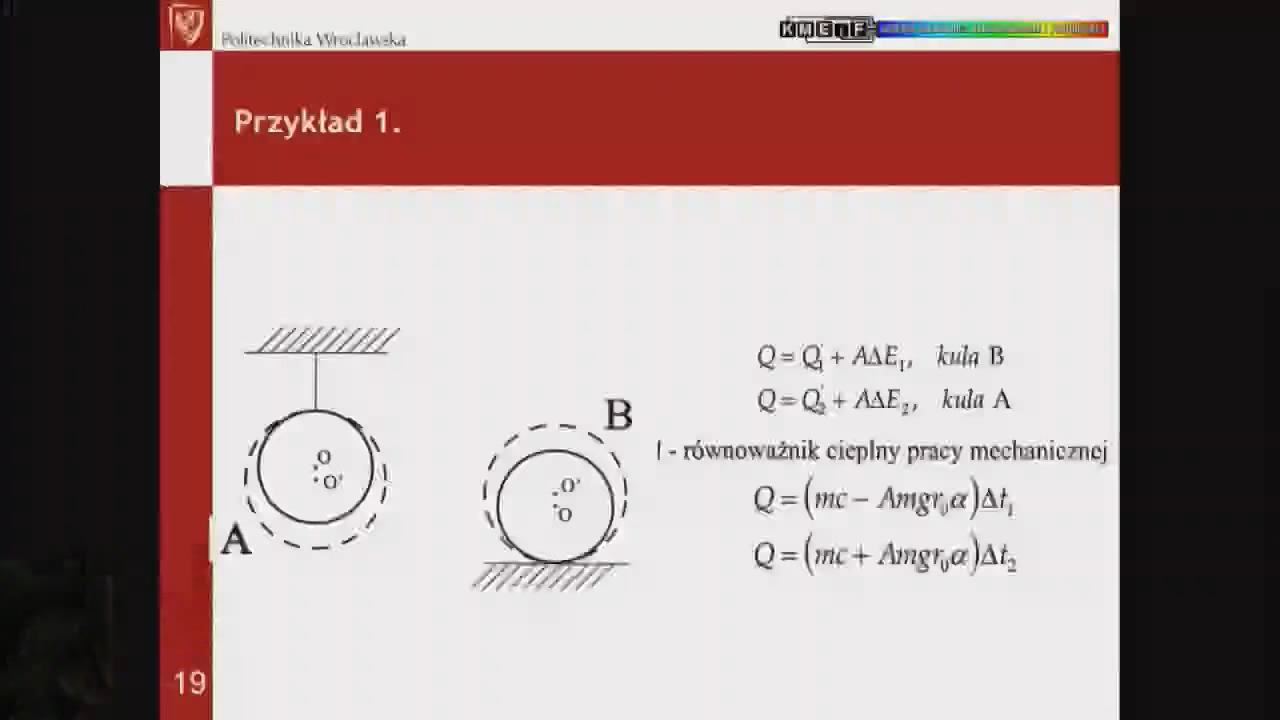 Politechnika Wrocławska
KMEIF
Przykład 1.
O
O'
A
B
O'
O
Q = Q₁' + AΔE₁, kula B
Q = Q₂' + AΔE₂, kula A
- równoważnik cieplny pracy mechanicznej
Q = (mc − Amgr₀α)Δt₁
Q = (mc + Amgr₀α)Δt₂
19